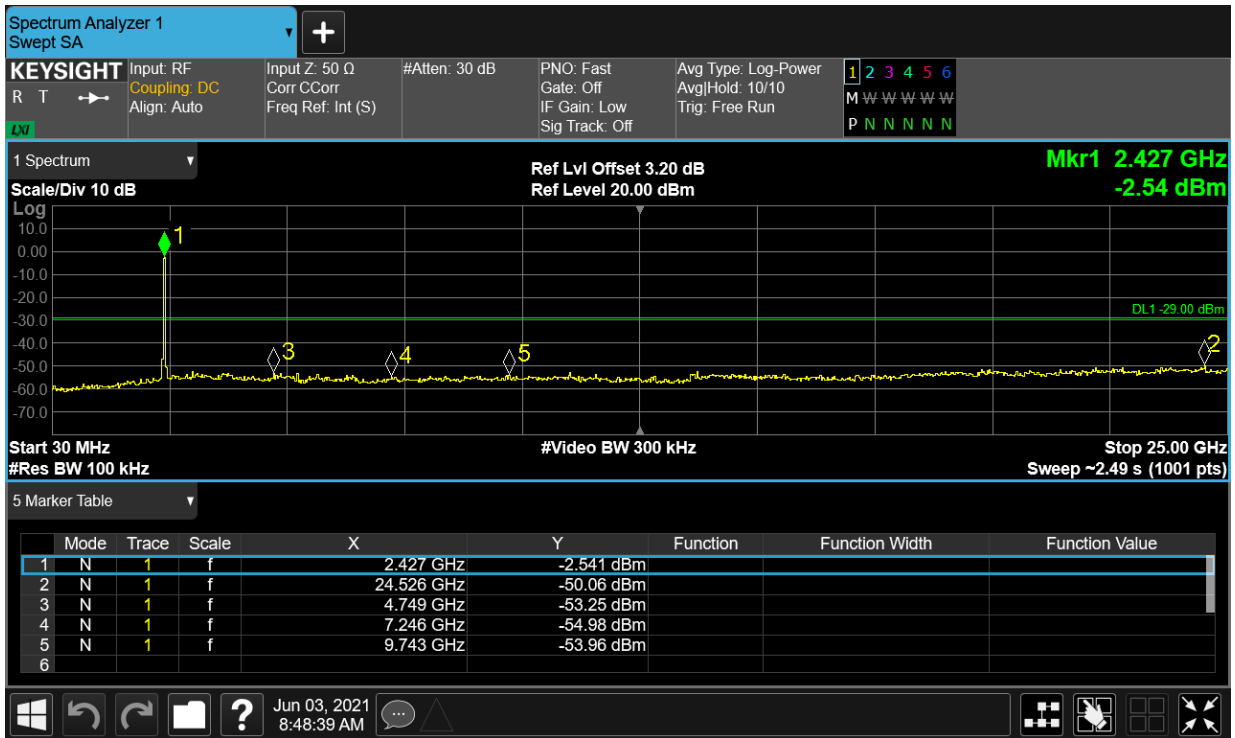 Spectrum Analyzer 1
Swept SA
KEYSIGHT
R T
LXI
Input: RF
Coupling: DC
Align: Auto
Input Z: 50 Ω
Corr CCorr
Freq Ref: Int (S)
#Atten: 30 dB
PNO: Fast
Gate: Off
IF Gain: Low
Sig Track: Off
Avg Type: Log-Power
Avg|Hold: 10/10
Trig: Free Run
1 2 3 4 5 6
M W W W W W
P N N N N N
1 Spectrum
Scale/Div 10 dB
Ref Lvl Offset 3.20 dB
Ref Level 20.00 dBm
Mkr1 2.427 GHz
-2.54 dBm
Log
10.0
0.00
-10.0
-20.0
-30.0
-40.0
-50.0
-60.0
-70.0
1
DL1 -29.00 dBm
3
4
5
2
Start 30 MHz
#Res BW 100 kHz
#Video BW 300 kHz
Stop 25.00 GHz
Sweep ~2.49 s (1001 pts)
5 Marker Table
Mode Trace Scale X Y Function Function Width Function Value
1 N 1 f 2.427 GHz -2.541 dBm
2 N 1 f 24.526 GHz -50.06 dBm
3 N 1 f 4.749 GHz -53.25 dBm
4 N 1 f 7.246 GHz -54.98 dBm
5 N 1 f 9.743 GHz -53.96 dBm
6
?
Jun 03, 2021
8:48:39 AM